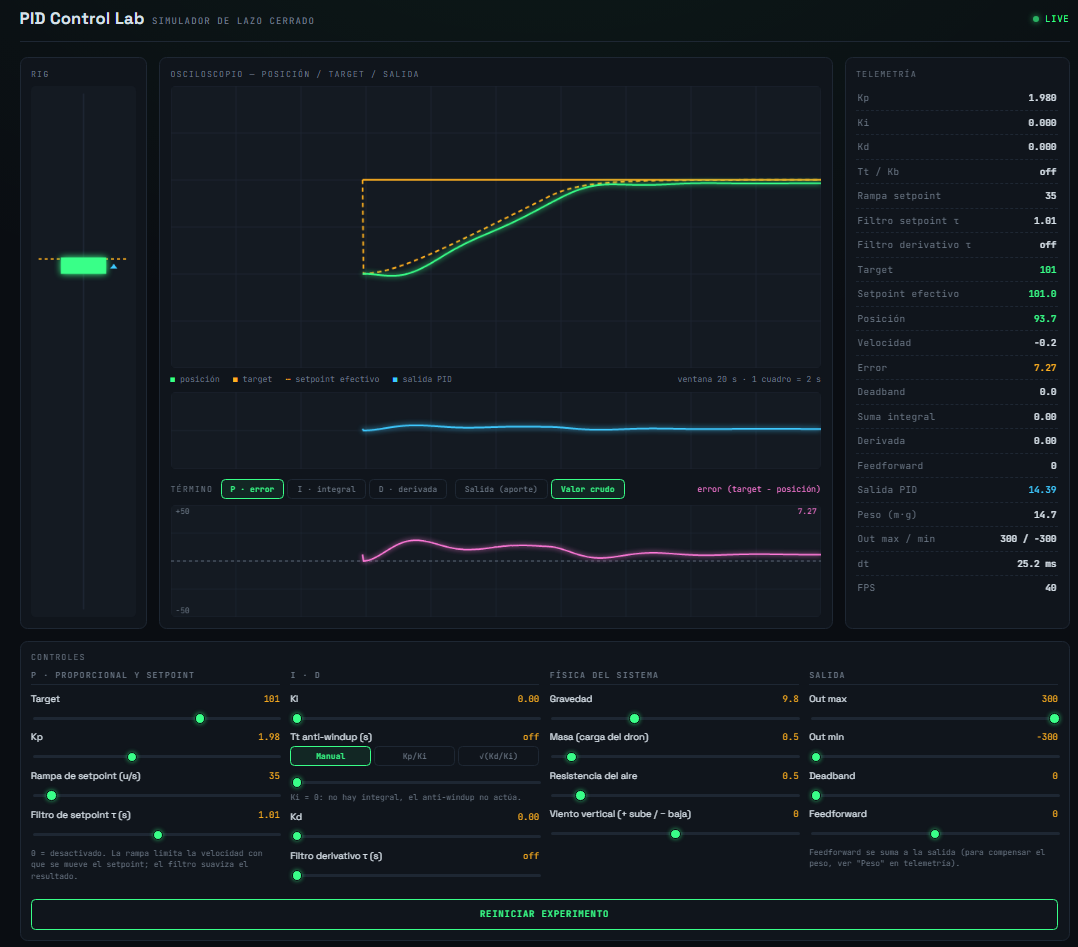 PID Control Lab SIMULADOR DE LAZO CERRADO
LIVE
RIG
OSCILOSCOPIO — POSICIÓN / TARGET / SALIDA
posición target setpoint efectivo salida PID
ventana 20 s · 1 cuadro = 2 s
TÉRMINO P · error I · integral D · derivada Salida (aporte) Valor crudo
error (target - posición)
+50
7.27
-50
TELEMETRÍA
Kp 1.980
Ki 0.000
Kd 0.000
Tt / Kb off
Rampa setpoint 35
Filtro setpoint τ 1.01
Filtro derivativo τ off
Target 101
Setpoint efectivo 101.0
Posición 93.7
Velocidad -0.2
Error 7.27
Deadband 0.0
Suma integral 0.00
Derivada 0.00
Feedforward 0
Salida PID 14.39
Peso (m·g) 14.7
Out max / min 300 / -300
dt 25.2 ms
FPS 40
CONTROLES
P · PROPORCIONAL Y SETPOINT
Target 101
Kp 1.98
Rampa de setpoint (u/s) 35
Filtro de setpoint τ (s) 1.01
0 = desactivado. La rampa limita la velocidad con
que se mueve el setpoint; el filtro suaviza el
resultado.
I · D
Ki 0.00
Tt anti-windup (s) off
Manual Kp/Ki √(Kd/Ki)
Ki = 0: no hay integral, el anti-windup no actúa.
Kd 0.00
Filtro derivativo τ (s) off
FÍSICA DEL SISTEMA
Gravedad 9.8
Masa (carga del dron) 0.5
Resistencia del aire 0.5
Viento vertical (+ sube / − baja) 0
SALIDA
Out max 300
Out min -300
Deadband 0
Feedforward 0
Feedforward se suma a la salida (para compensar el
peso, ver "Peso" en telemetría).
REINICIAR EXPERIMENTO